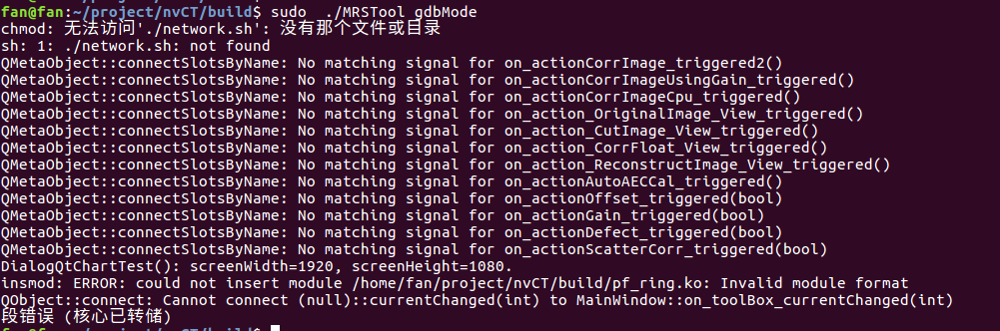 fan@fan:~/project/nvCT/build$ sudo  ./MRSTool gdbMode
chmod: 无法访问'./network.sh': 没有那个文件或目录
sh: 1: ./network.sh: not found
QMetaObject::connectSlotsByName: No matching signal for on_actionCorrImage_triggered2()
QMetaObject::connectSlotsByName: No matching signal for on_actionCorrImageUsingGain_triggered()
QMetaObject::connectSlotsByName: No matching signal for on_actionCorrImageCpu_triggered()
QMetaObject::connectSlotsByName: No matching signal for on_action_OriginalImage_View_triggered()
QMetaObject::connectSlotsByName: No matching signal for on_action_CutImage_View_triggered()
QMetaObject::connectSlotsByName: No matching signal for on_action_CorrFloat_View_triggered()
QMetaObject::connectSlotsByName: No matching signal for on_action_ReconstructImage_View_triggered()
QMetaObject::connectSlotsByName: No matching signal for on_actionAutoAECCal_triggered()
QMetaObject::connectSlotsByName: No matching signal for on_actionOffset_triggered(bool)
QMetaObject::connectSlotsByName: No matching signal for on_actionGain_triggered(bool)
QMetaObject::connectSlotsByName: No matching signal for on_actionDefect_triggered(bool)
QMetaObject::connectSlotsByName: No matching signal for on_actionScatterCorr_triggered(bool)
DialogQtChartTest(): screenWidth=1920, screenHeight=1080.
insmod: ERROR: could not insert module /home/fan/project/nvCT/build/pf_ring.ko: Invalid module format
QObject::connect: Cannot connect (null)::currentChanged(int) to MainWindow::on_toolBox_currentChanged(int)
段错误 (核心已转储)
fan@fan:~/project/nvCT/build$